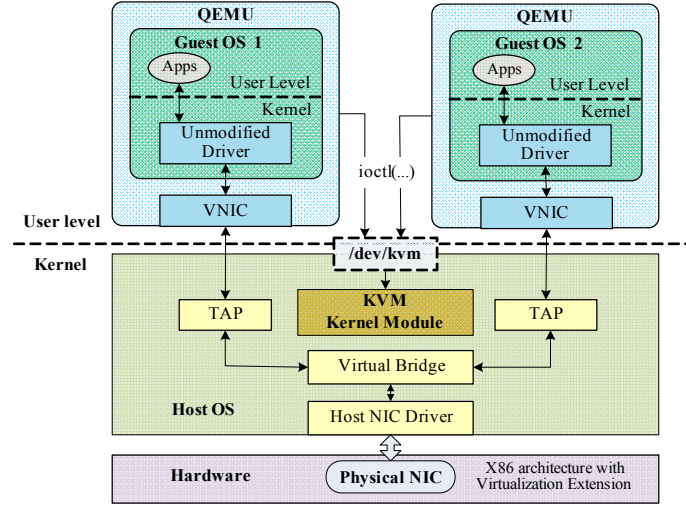 QEMU
Guest OS 1
Apps
User Level
Kernel
Unmodified
Driver
VNIC
QEMU
Guest OS 2
Apps
User Level
Kernel
Unmodified
Driver
VNIC
ioctl(...)
User level
Kernel
/dev/kvm
TAP
KVM
Kernel Module
TAP
Virtual Bridge
Host OS
Host NIC Driver
Hardware
Physical NIC
X86 architecture with
Virtualization Extension